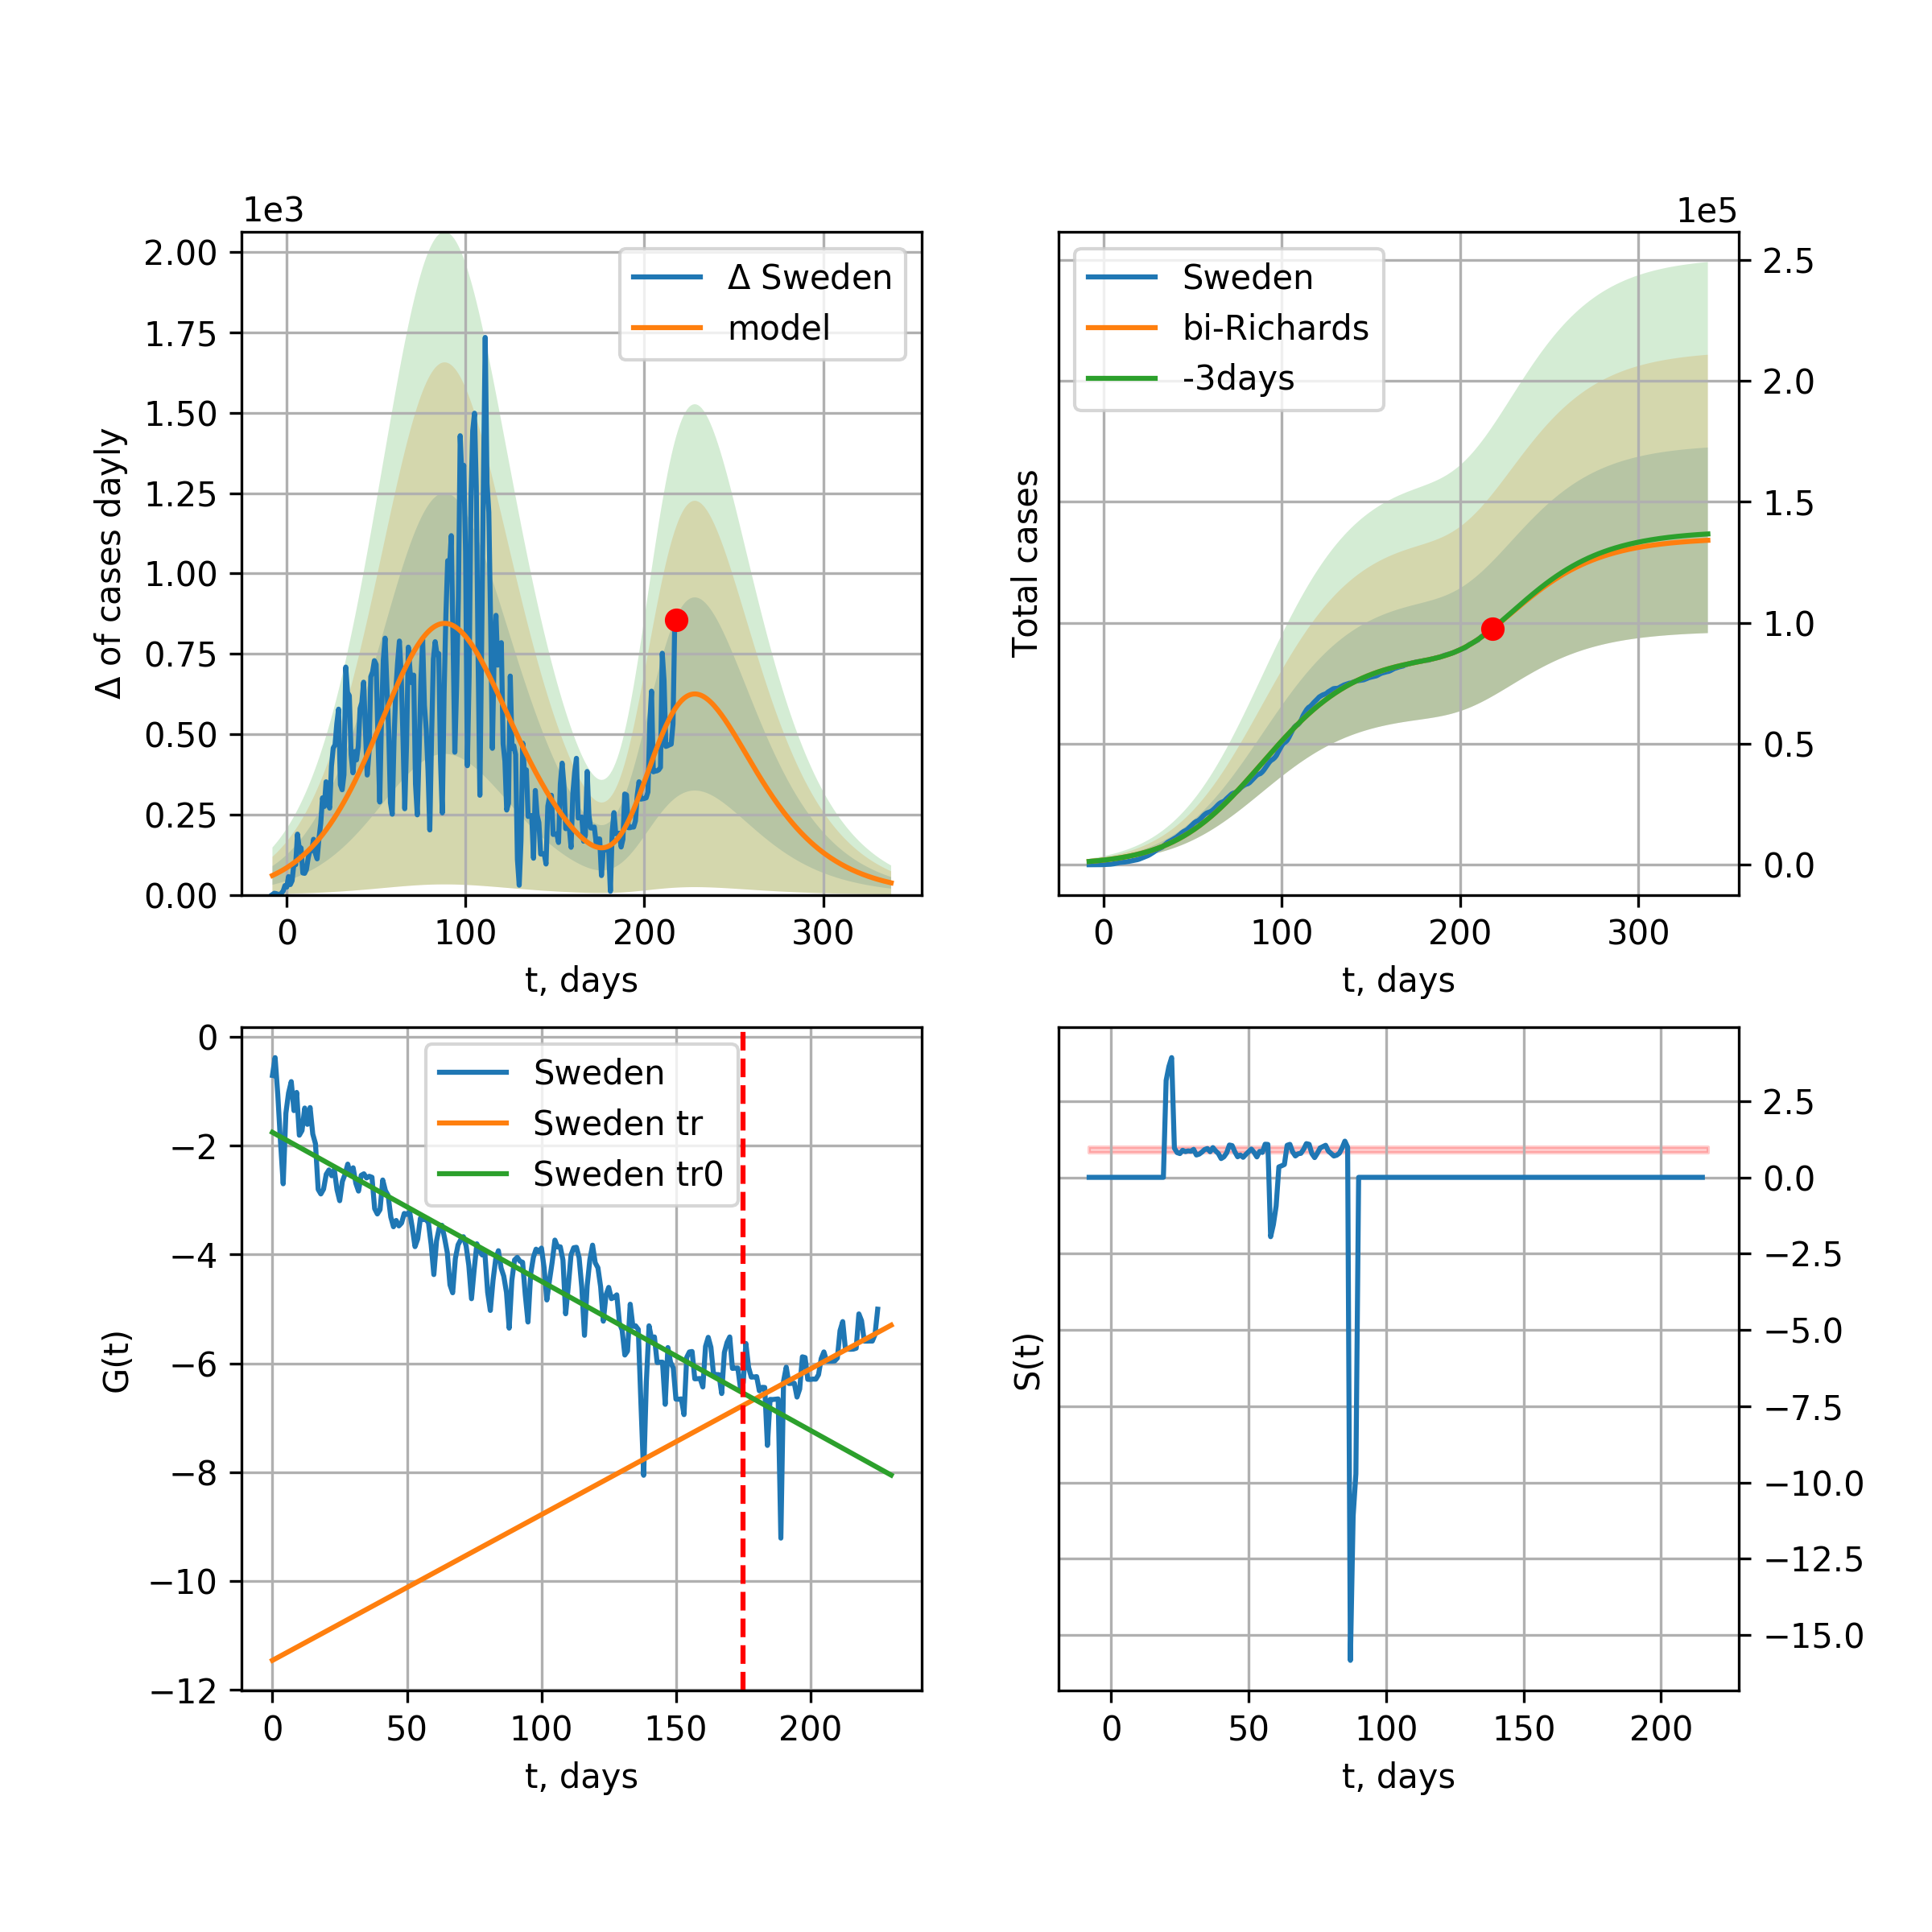 1e3
Δ of cases dayly
2.00
1.75
1.50
1.25
1.00
0.75
0.50
0.25
0.00
0 100 200 300
t, days
Δ Sweden
model
1e5
Total cases
2.5
2.0
1.5
1.0
0.5
0.0
0 100 200 300
t, days
Sweden
bi-Richards
-3days
G(t)
0
−2
−4
−6
−8
−10
−12
0 50 100 150 200
t, days
Sweden
Sweden tr
Sweden tr0
S(t)
2.5
0.0
−2.5
−5.0
−7.5
−10.0
−12.5
−15.0
0 50 100 150 200
t, days